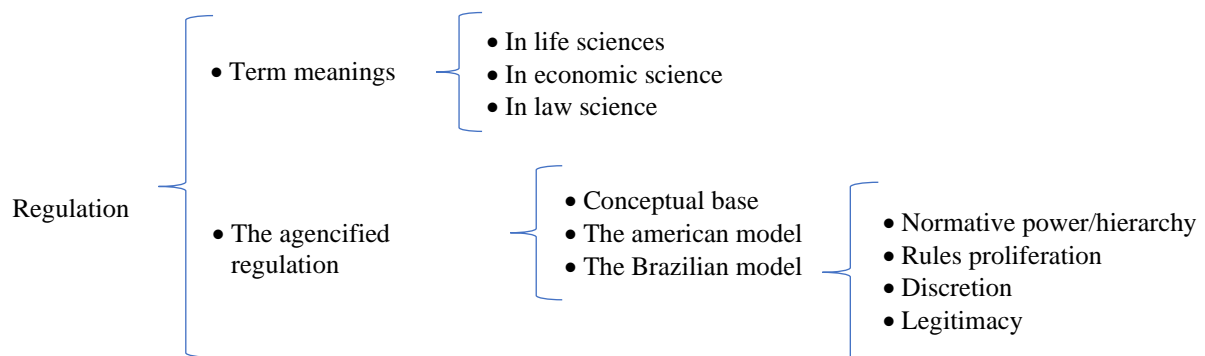 Regulation
• Term meanings
• In life sciences
• In economic science
• In law science
• The agencified
regulation
• Conceptual base
• The american model
• The Brazilian model
• Normative power/hierarchy
• Rules proliferation
• Discretion
• Legitimacy